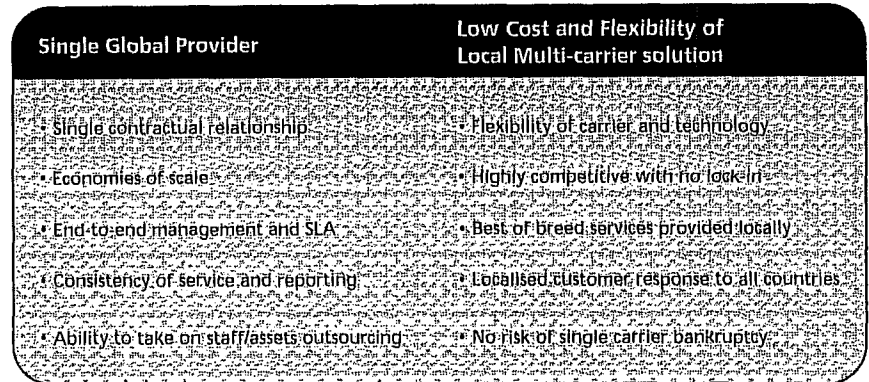 Single Global Provider
Low Cost and Flexibility of
Local Multi-carrier solution
• Single contractual relationship
• Economies of scale
• End-to-end management and SLA
• Consistency of service and reporting
• Ability to take on staff/assets outsourcing
• Flexibility of carrier and technology
• Highly competitive with no lock-in
• Best of breed services provided locally
• Localised customer response to all countries
• No risk of single carrier bankruptcy